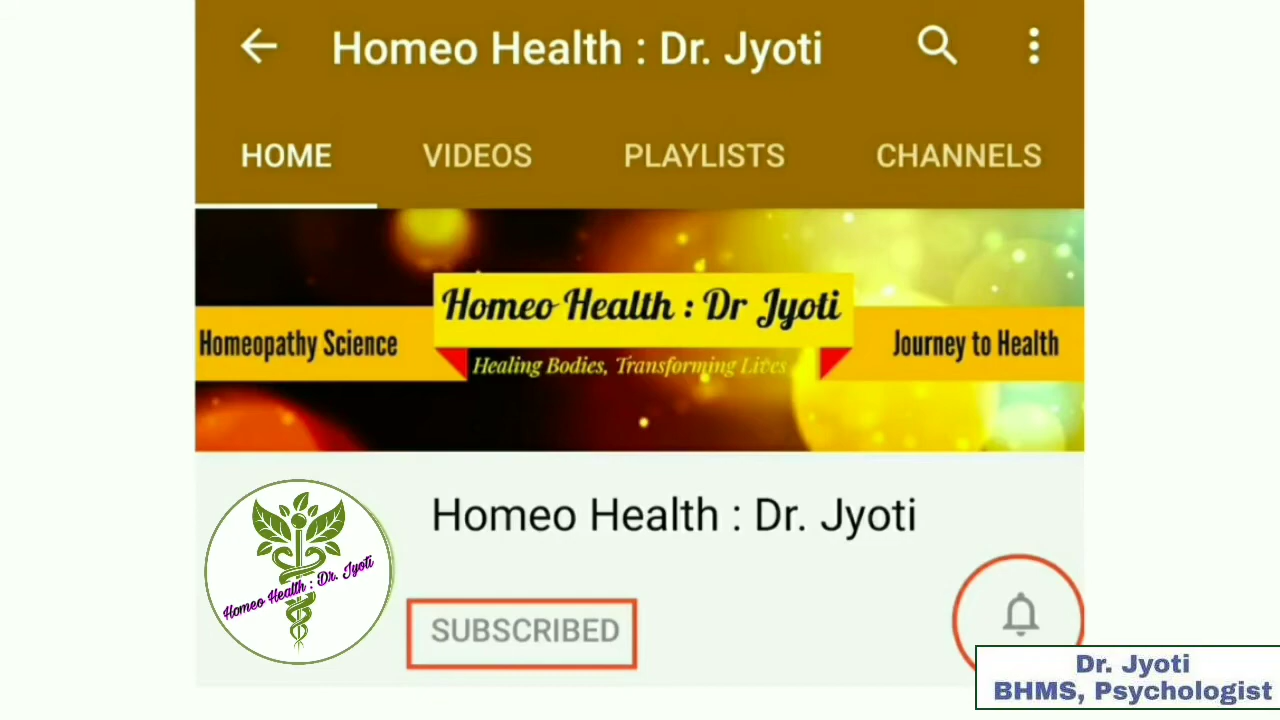 Homeo Health : Dr. Jyoti
HOME VIDEOS PLAYLISTS CHANNELS
Homeo Health : Dr Jyoti
Homeopathy Science
Journey to Health
Healing Bodies, Transforming Lives
Homeo Health : Dr. Jyoti
Homeo Health : Dr. Jyoti
SUBSCRIBED
Dr. Jyoti
BHMS, Psychologist